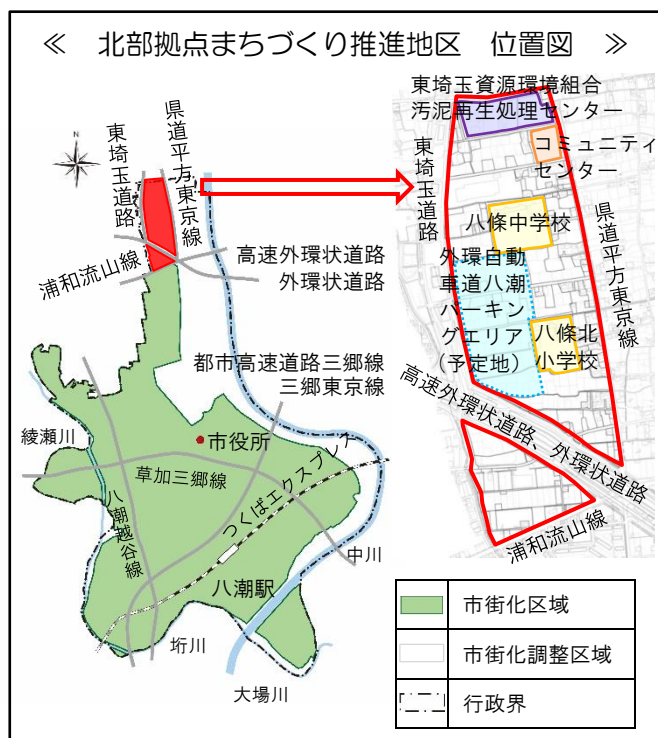 ≪ 北部拠点まちづくり推進地区 位置図 ≫
N
東埼玉道路
県道平方東京線
浦和流山線
高速外環状道路
外環状道路
都市高速道路三郷線
三郷東京線
綾瀬川
市役所
草加三郷線
つくばエクスプレス
八潮越谷線
中川
八潮駅
垳川
大場川
東埼玉資源環境組合
汚泥再生処理センター
コミュニティ
センター
東埼玉道路
八條中学校
県道平方東京線
外環自動
車道八潮
パーキン
グエリア
(予定地)
八條北
小学校
高速外環状道路、外環状道路
浦和流山線
市街化区域
市街化調整区域
行政界